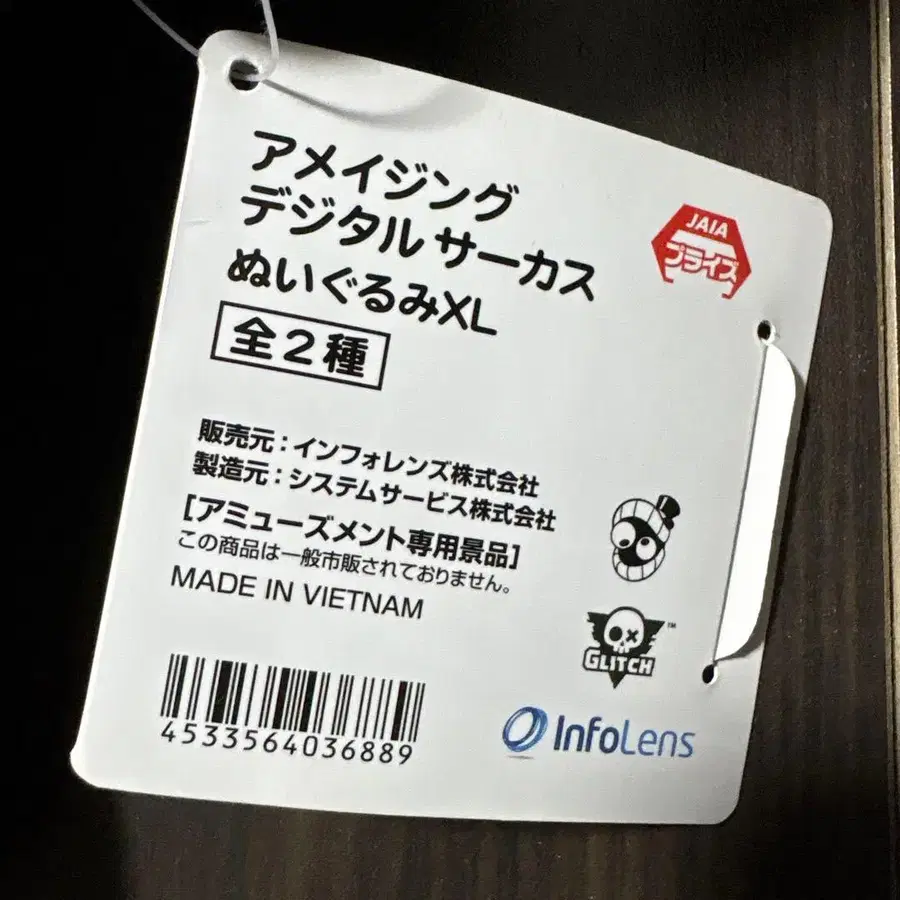 アメイジング
デジタル サーカス
ぬいぐるみXL
全2種
JAIA
プライズ
販売元：インフォレンズ株式会社
製造元：システムサービス株式会社
[アミューズメント専用景品]
この商品は一般市販されておりません。
MADE IN VIETNAM
4533564036889
GLITCH
TM
InfoLens